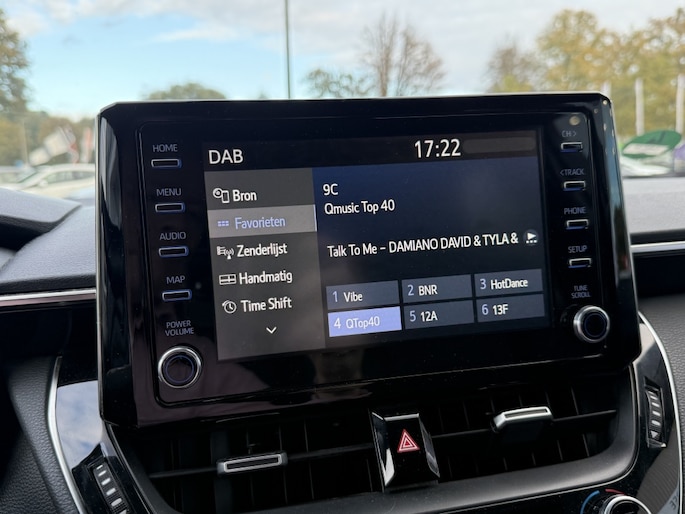 DAB
17:22
HOME
MENU
AUDIO
MAP
POWER
VOLUME
Bron
Favorieten
Zenderlijst
Handmatig
Time Shift
9C
Qmusic Top 40
Talk To Me – DAMIANO DAVID & TYLA &
1 Vibe
2 BNR
3 HotDance
4 QTop40
5 12A
6 13F
CH >
< TRACK
PHONE
SETUP
TUNE
SCROLL